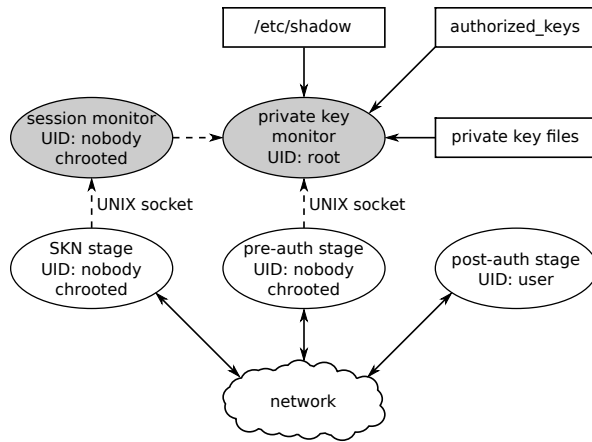 /etc/shadow
authorized_keys
session monitor
UID: nobody
chrooted
private key
monitor
UID: root
private key files
UNIX socket
UNIX socket
SKN stage
UID: nobody
chrooted
pre-auth stage
UID: nobody
chrooted
post-auth stage
UID: user
network